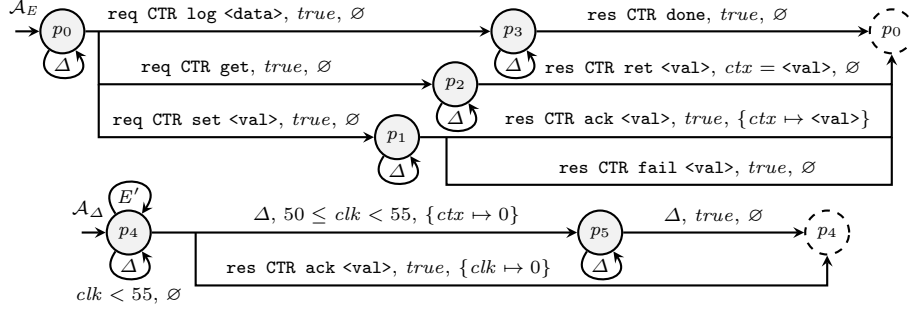 𝒜_E req CTR log <data>, true, ∅ res CTR done, true, ∅
p₀ p₃ p₀
Δ Δ
req CTR get, true, ∅ res CTR ret <val>, ctx = <val>, ∅
p₂
Δ
req CTR set <val>, true, ∅ res CTR ack <val>, true, {ctx ↦ <val>}
p₁
Δ
res CTR fail <val>, true, ∅
E′
𝒜_Δ Δ, 50 ≤ clk < 55, {ctx ↦ 0} Δ, true, ∅
p₄ p₅ p₄
Δ Δ
res CTR ack <val>, true, {clk ↦ 0}
clk < 55, ∅